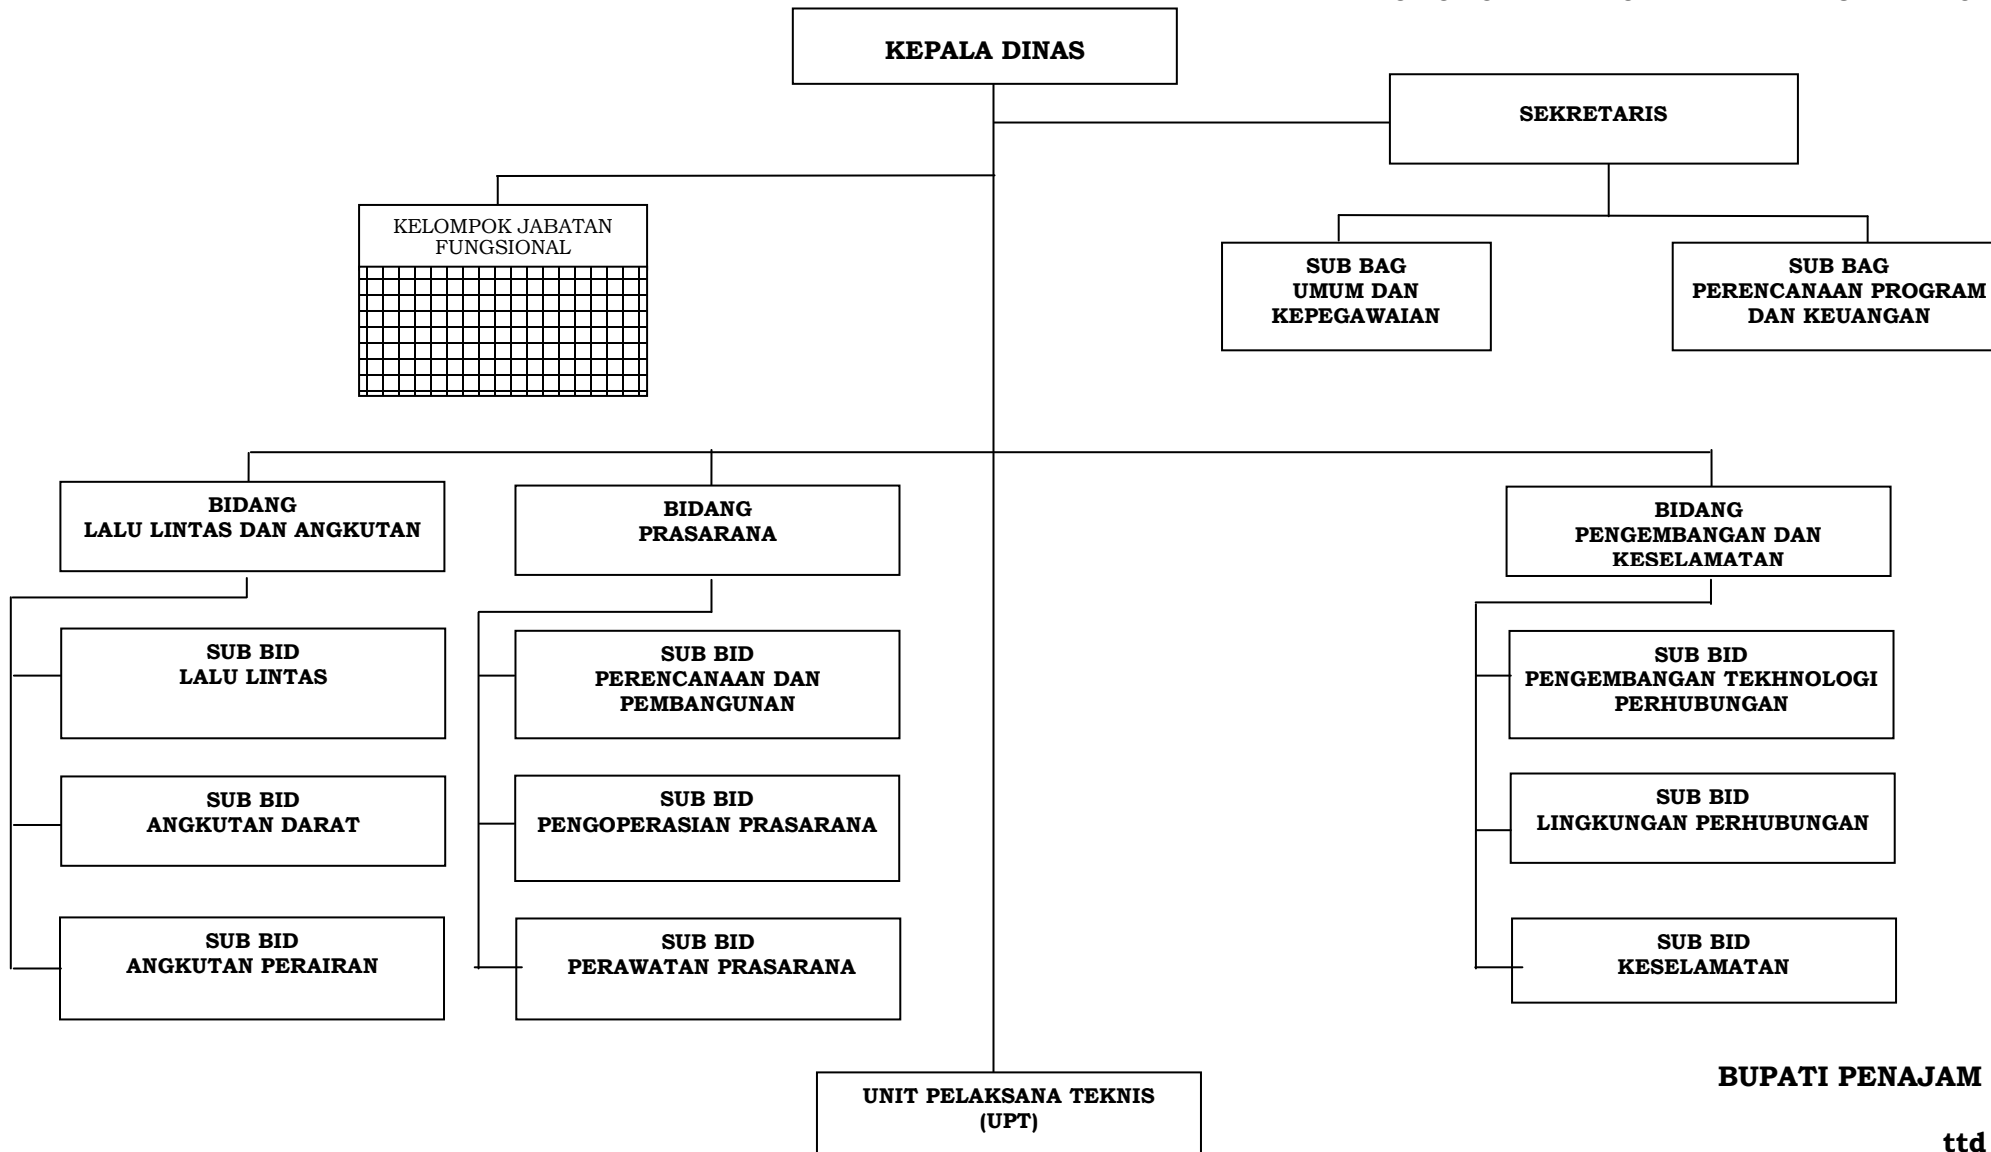 KEPALA DINAS
SEKRETARIS
KELOMPOK JABATAN
FUNGSIONAL
SUB BAG
UMUM DAN
KEPEGAWAIAN
SUB BAG
PERENCANAAN PROGRAM
DAN KEUANGAN
BIDANG
LALU LINTAS DAN ANGKUTAN
BIDANG
PRASARANA
BIDANG
PENGEMBANGAN DAN
KESELAMATAN
SUB BID
LALU LINTAS
SUB BID
PERENCANAAN DAN
PEMBANGUNAN
SUB BID
PENGEMBANGAN TEKHNOLOGI
PERHUBUNGAN
SUB BID
ANGKUTAN DARAT
SUB BID
PENGOPERASIAN PRASARANA
SUB BID
LINGKUNGAN PERHUBUNGAN
SUB BID
ANGKUTAN PERAIRAN
SUB BID
PERAWATAN PRASARANA
SUB BID
KESELAMATAN
UNIT PELAKSANA TEKNIS
(UPT)
BUPATI PENAJAM
ttd